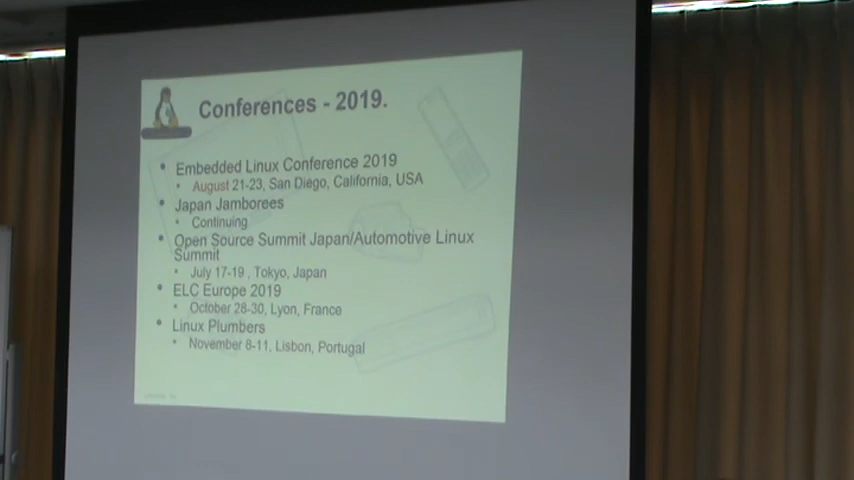 Conferences - 2019.
• Embedded Linux Conference 2019
• August 21-23, San Diego, California, USA
• Japan Jamborees
• Continuing
• Open Source Summit Japan/Automotive Linux
Summit
• July 17-19 , Tokyo, Japan
• ELC Europe 2019
• October 28-30, Lyon, France
• Linux Plumbers
• November 8-11, Lisbon, Portugal